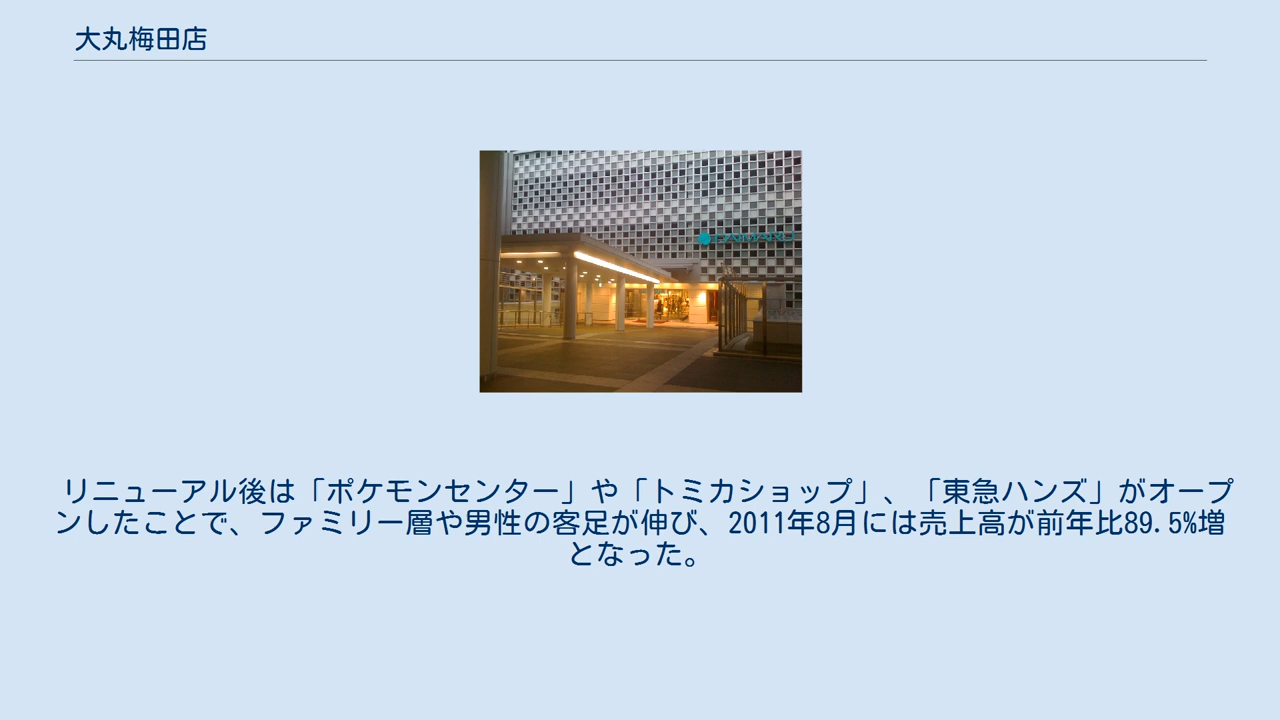 大丸梅田店
DAIMARU
リニューアル後は「ポケモンセンター」や「トミカショップ」、「東急ハンズ」がオープ
ンしたことで、ファミリー層や男性の客足が伸び、2011年8月には売上高が前年比89.5%増
となった。